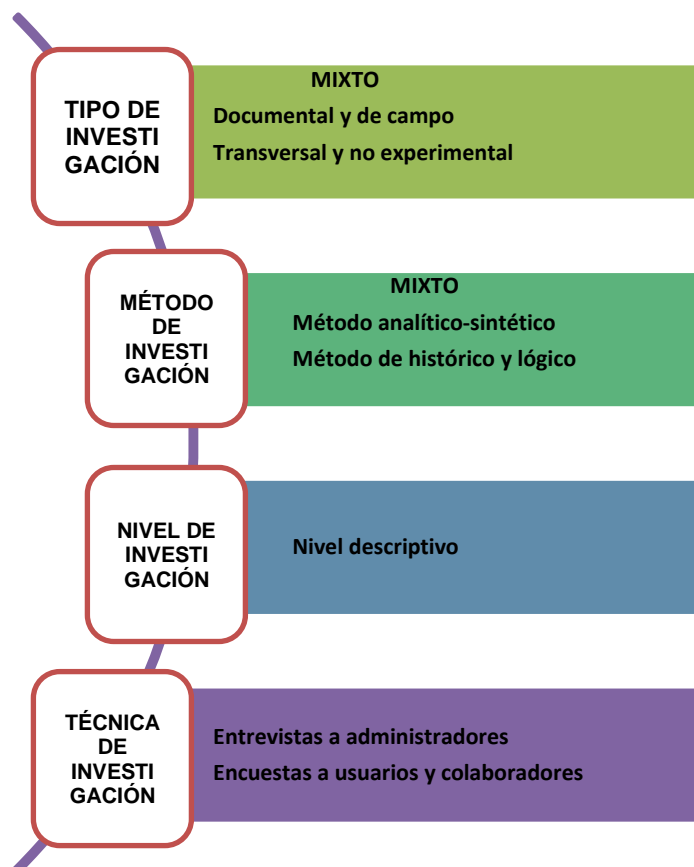 TIPO DE
INVESTI
GACIÓN
MIXTO
Documental y de campo
Transversal y no experimental
MÉTODO
DE
INVESTI
GACIÓN
MIXTO
Método analítico-sintético
Método de histórico y lógico
NIVEL DE
INVESTI
GACIÓN
Nivel descriptivo
TÉCNICA
DE
INVESTI
GACIÓN
Entrevistas a administradores
Encuestas a usuarios y colaboradores